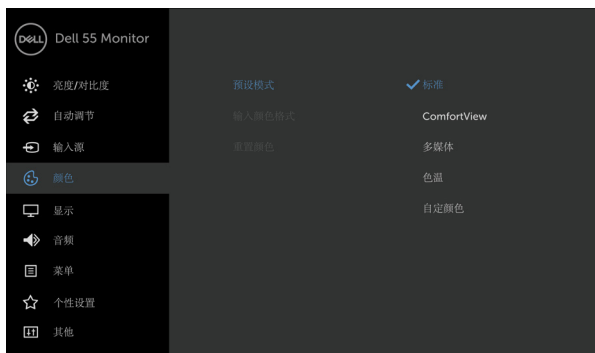 DELL Dell 55 Monitor
亮度/对比度
自动调节
输入源
颜色
显示
音频
菜单
个性设置
其他
预设模式
输入颜色格式
重置颜色
标准
ComfortView
多媒体
色温
自定颜色